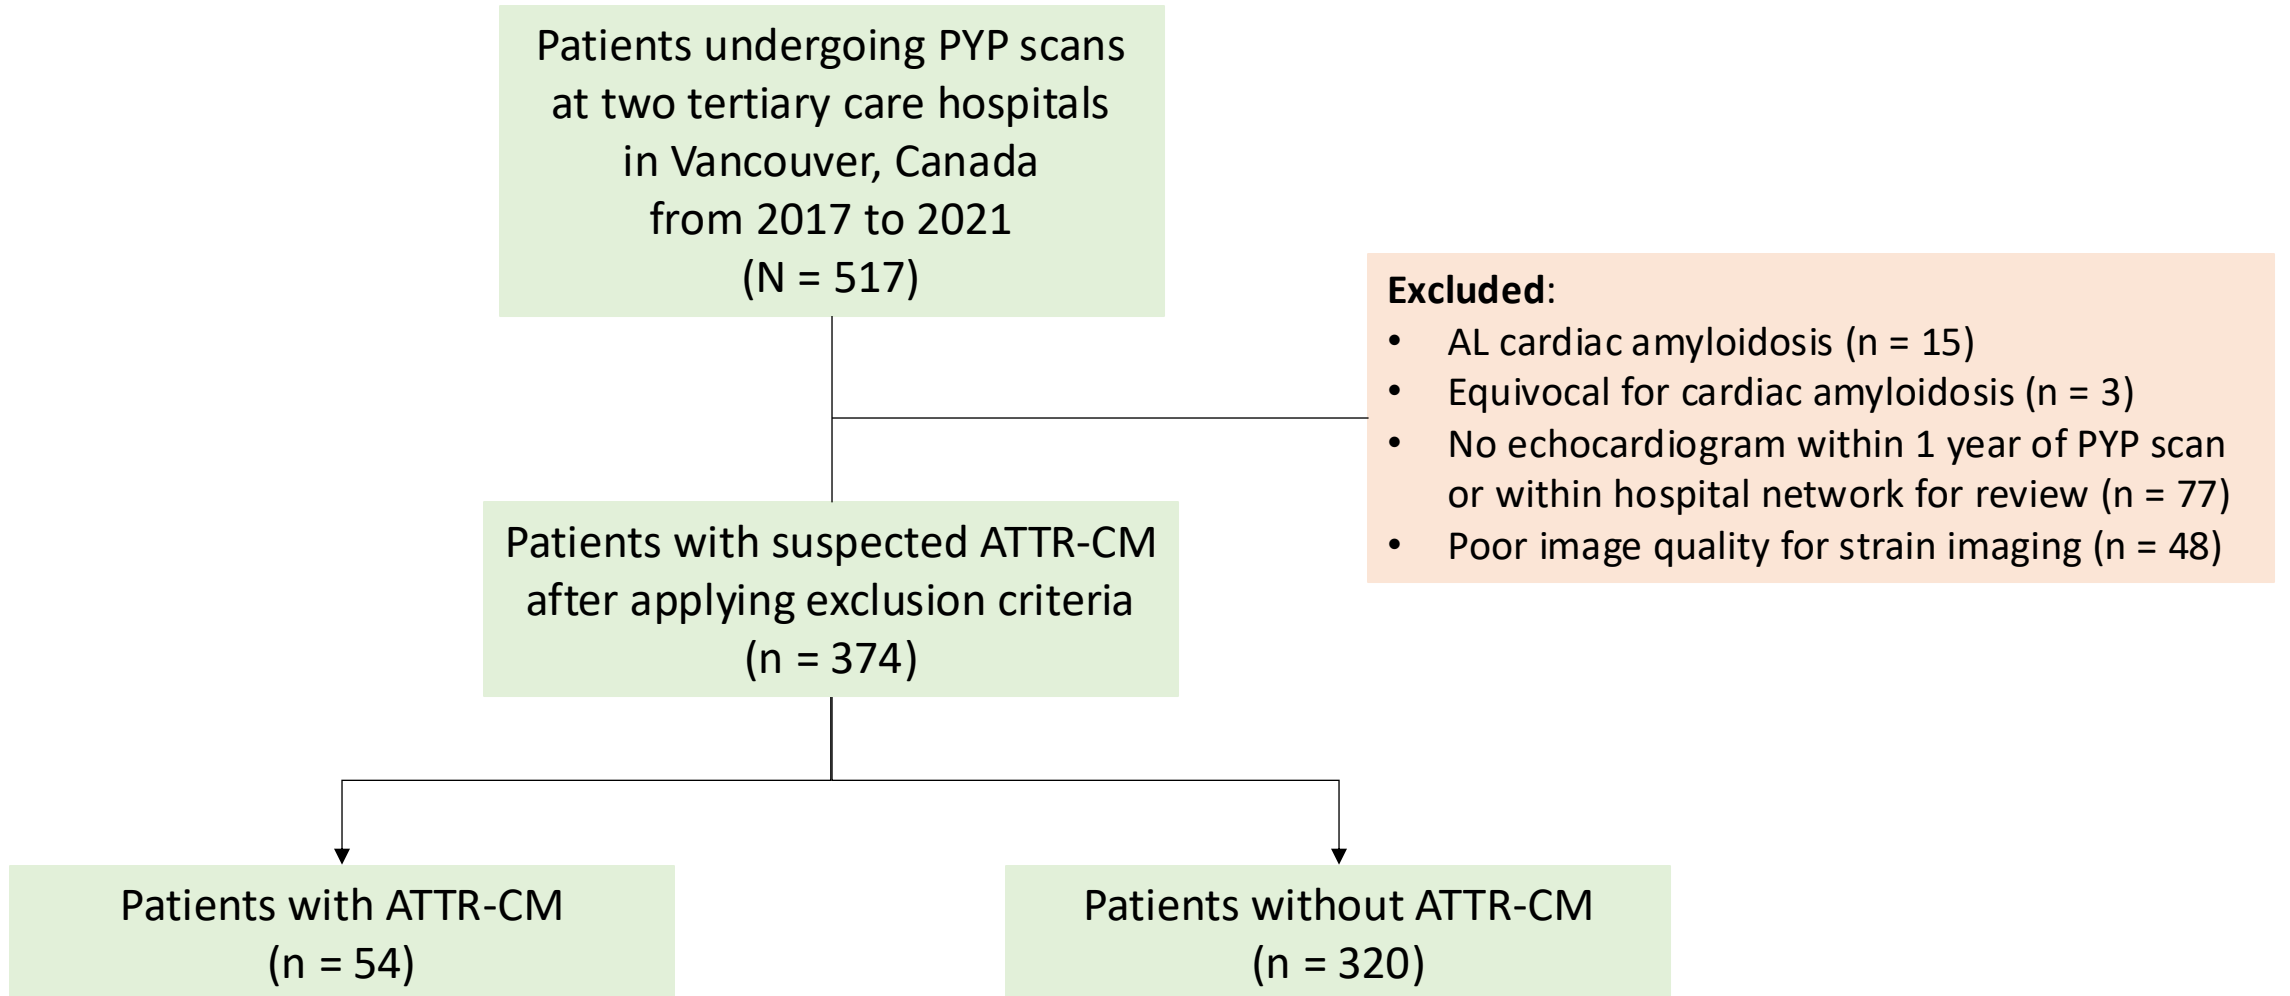 Patients undergoing PYP scans
at two tertiary care hospitals
in Vancouver, Canada
from 2017 to 2021
(N = 517)
Excluded:
• AL cardiac amyloidosis (n = 15)
• Equivocal for cardiac amyloidosis (n = 3)
• No echocardiogram within 1 year of PYP scan
or within hospital network for review (n = 77)
• Poor image quality for strain imaging (n = 48)
Patients with suspected ATTR-CM
after applying exclusion criteria
(n = 374)
Patients with ATTR-CM
(n = 54)
Patients without ATTR-CM
(n = 320)